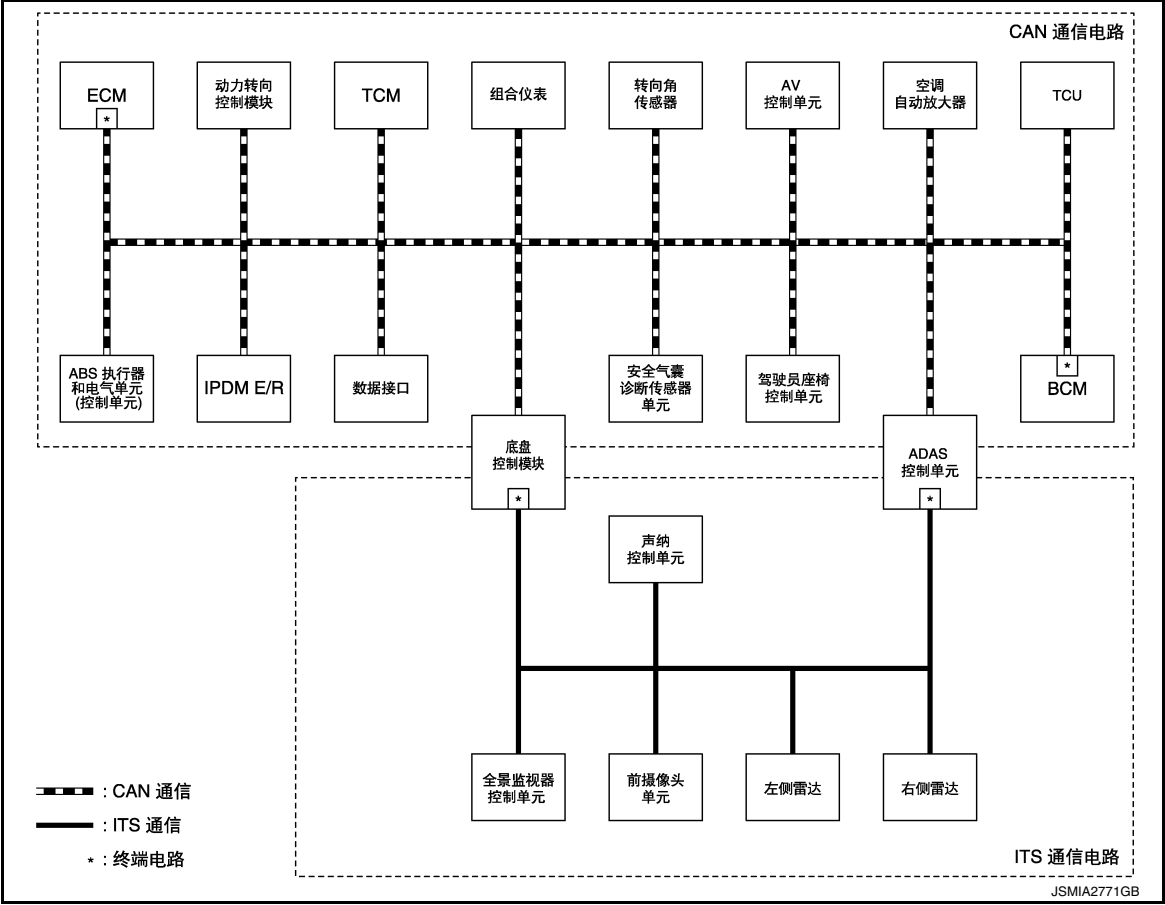 CAN 通信电路
ECM
*
动力转向
控制模块
TCM
组合仪表
转向角
传感器
AV
控制单元
空调
自动放大器
TCU
ABS 执行器
和电气单元
(控制单元)
IPDM E/R
数据接口
安全气囊
诊断传感器
单元
驾驶员座椅
控制单元
*
BCM
底盘
控制模块
*
ADAS
控制单元
*
声纳
控制单元
全景监视器
控制单元
前摄像头
单元
左侧雷达
右侧雷达
: CAN 通信
: ITS 通信
* : 终端电路
ITS 通信电路
JSMIA2771GB